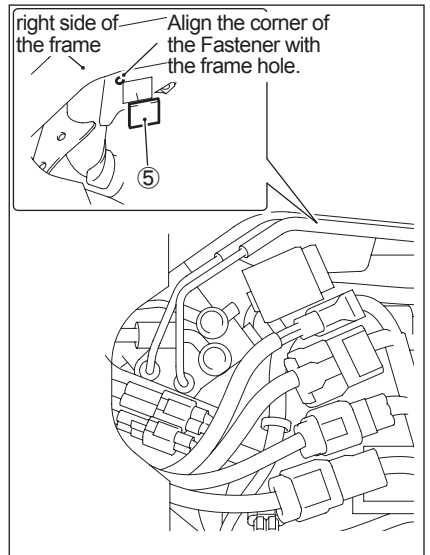 right side of
the frame
Align the corner of
the Fastener with
the frame hole.
⑤